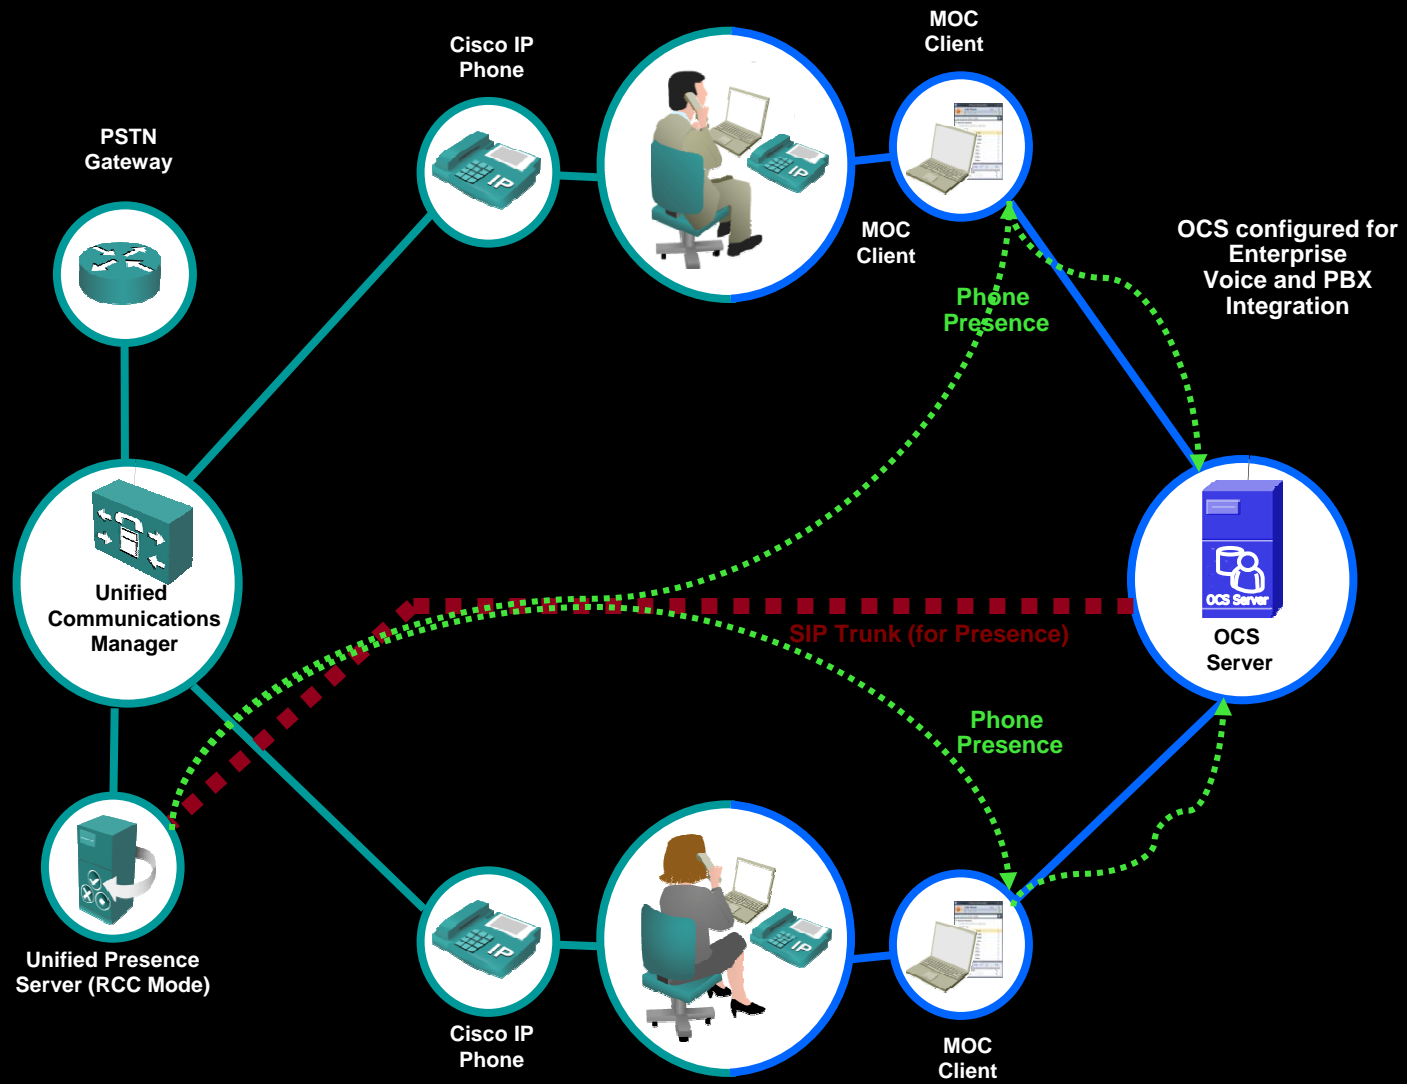 MOC
Client
Cisco IP
Phone
PSTN
Gateway
IP
MOC
Client
OCS configured for
Enterprise
Voice and PBX
Integration
Phone
Presence
Unified
Communications
Manager
OCS Server
SIP Trunk (for Presence)
OCS
Server
Phone
Presence
Unified Presence
Server (RCC Mode)
IP
Cisco IP
Phone
MOC
Client